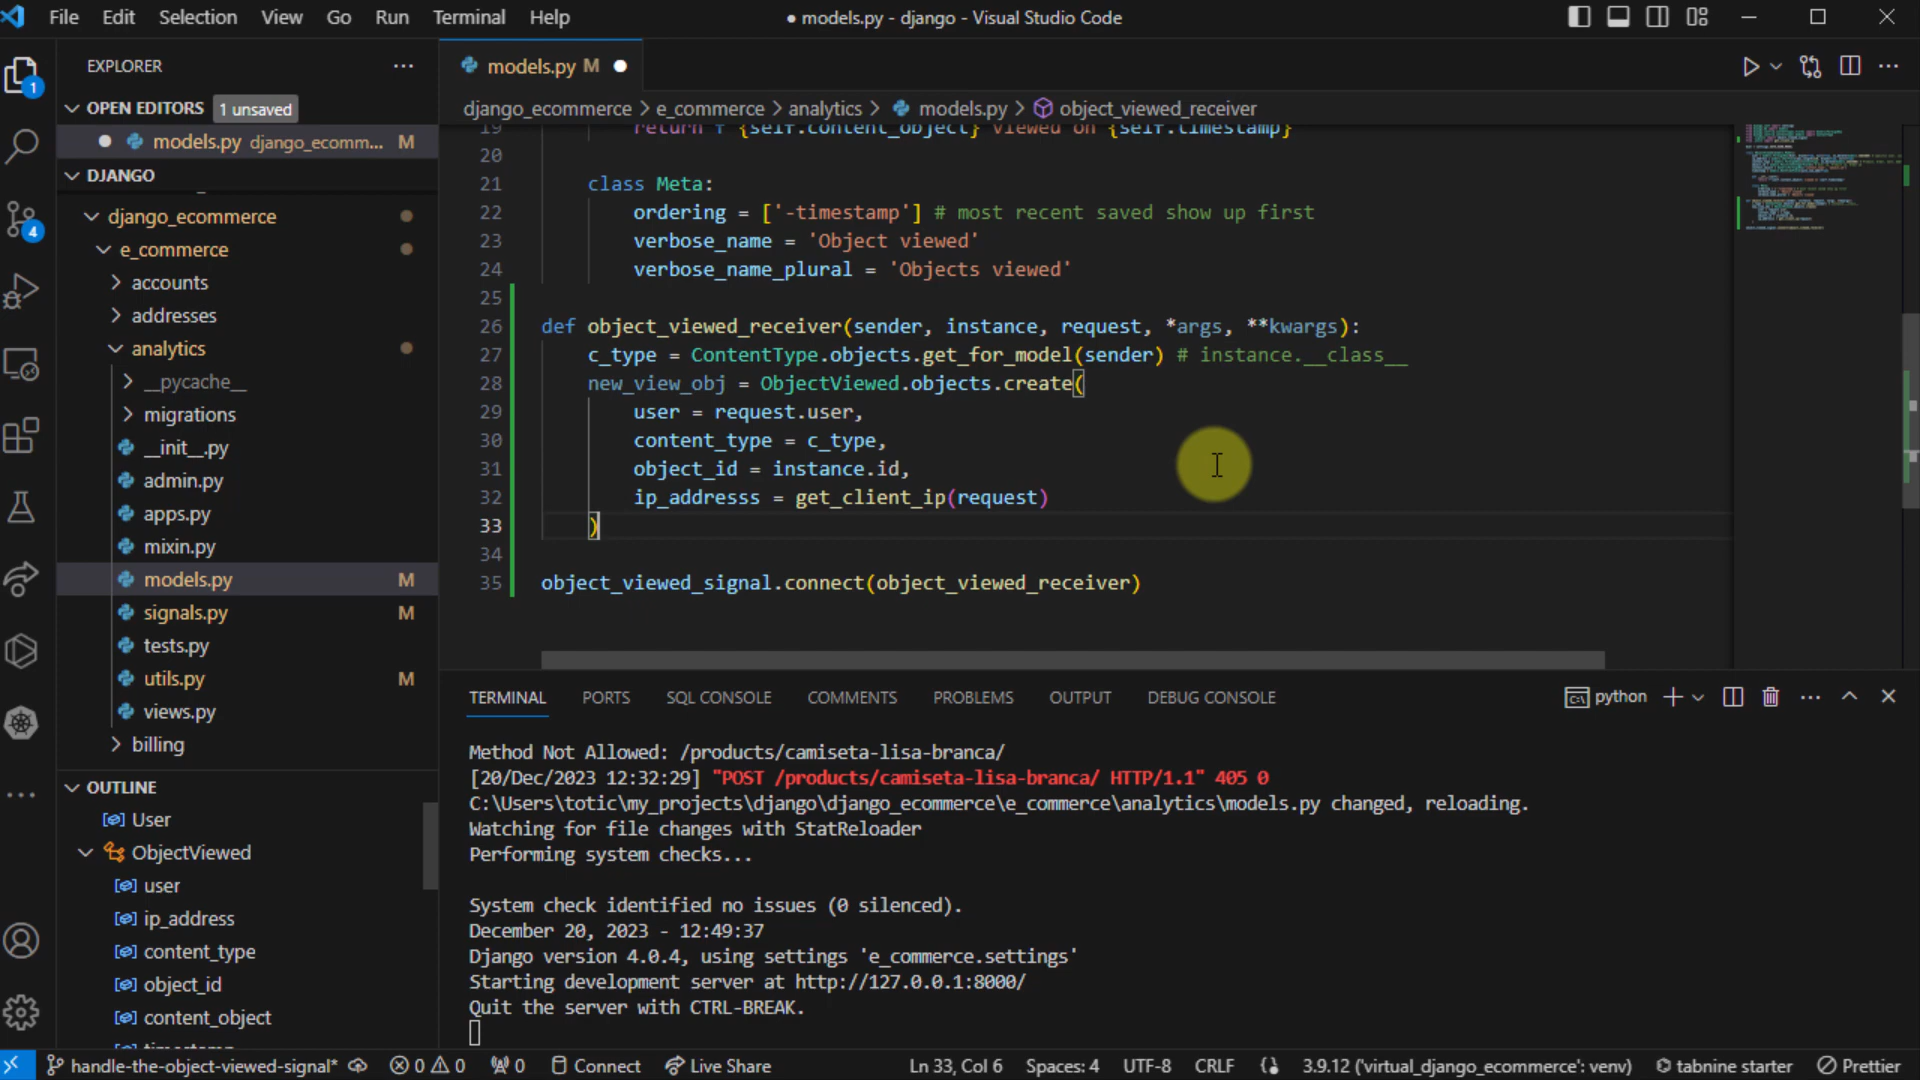 File Edit Selection View Go Run Terminal Help
● models.py - django - Visual Studio Code
EXPLORER
OPEN EDITORS 1 unsaved
models.py django_ecomm... M
DJANGO
django_ecommerce
e_commerce
accounts
addresses
analytics
__pycache__
migrations
__init__.py
admin.py
apps.py
mixin.py
models.py M
signals.py M
tests.py
utils.py M
views.py
billing
OUTLINE
User
ObjectViewed
user
ip_address
content_type
object_id
content_object
timestamp
1
4
models.py M
django_ecommerce > e_commerce > analytics > models.py > object_viewed_receiver
19 return f"{self.content_object} viewed on {self.timestamp}
20
21 class Meta:
22 ordering = ['-timestamp'] # most recent saved show up first
23 verbose_name = 'Object viewed'
24 verbose_name_plural = 'Objects viewed'
25
26 def object_viewed_receiver(sender, instance, request, *args, **kwargs):
27 c_type = ContentType.objects.get_for_model(sender) # instance.__class__
28 new_view_obj = ObjectViewed.objects.create(
29 user = request.user,
30 content_type = c_type,
31 object_id = instance.id,
32 ip_addresss = get_client_ip(request)
33 )
34
35 object_viewed_signal.connect(object_viewed_receiver)
TERMINAL PORTS SQL CONSOLE COMMENTS PROBLEMS OUTPUT DEBUG CONSOLE
python
Method Not Allowed: /products/camiseta-lisa-branca/
[20/Dec/2023 12:32:29] "POST /products/camiseta-lisa-branca/ HTTP/1.1" 405 0
C:\Users\totic\my_projects\django\django_ecommerce\e_commerce\analytics\models.py changed, reloading.
Watching for file changes with StatReloader
Performing system checks...
System check identified no issues (0 silenced).
December 20, 2023 - 12:49:37
Django version 4.0.4, using settings 'e_commerce.settings'
Starting development server at http://127.0.0.1:8000/
Quit the server with CTRL-BREAK.
handle-the-object-viewed-signal* 0 0 0 Connect Live Share Ln 33, Col 6 Spaces: 4 UTF-8 CRLF 3.9.12 ('virtual_django_ecommerce': venv) tabnine starter Prettier